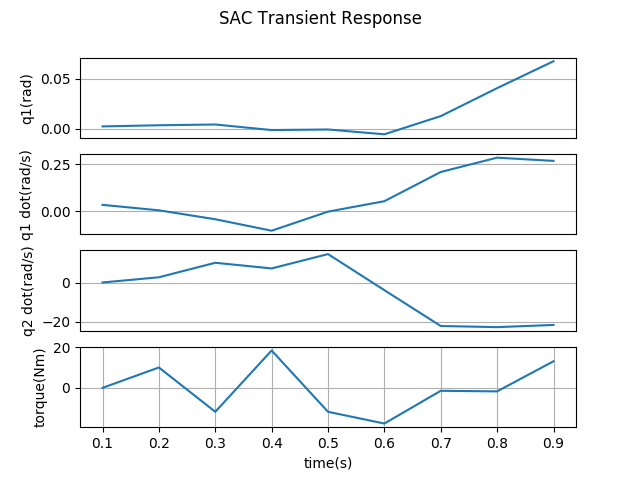 SAC Transient Response
q1(rad)
0.05
0.00
q1 dot(rad/s)
0.25
0.00
q2 dot(rad/s)
0
−20
torque(Nm)
20
0
0.1 0.2 0.3 0.4 0.5 0.6 0.7 0.8 0.9
time(s)